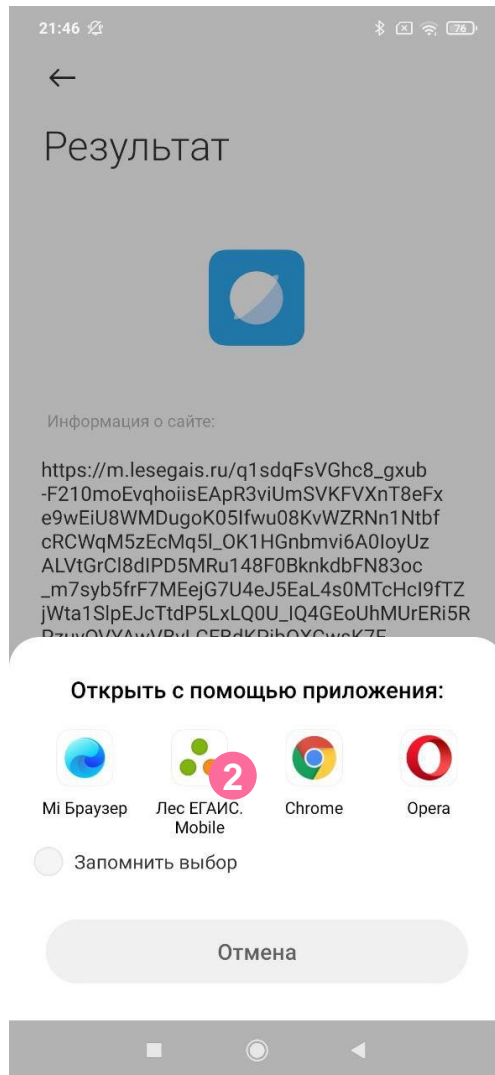 21:46
76
Результат
Информация о сайте:
https://m.lesegais.ru/q1sdqFsVGhc8_gxub
-F210moEvqhoiisEApR3viUmSVKFVXnT8eFx
e9wEiU8WMDugoK05Ifwu08KvWZRNn1Ntbf
cRCWqM5zEcMq5l_OK1HGnbmvi6A0IoyUz
ALVtGrCl8dIPD5MRu148F0BknkdbFN83oc
_m7syb5frF7MEejG7U4eJ5EaL4s0MTcHcI9fTZ
jWta1SlpEJcTtdP5LxLQ0U_IQ4GEoUhMUrERi5R
Открыть с помощью приложения:
2
Mi Браузер
Лес ЕГАИС.
Mobile
Chrome
Opera
Запомнить выбор
Отмена